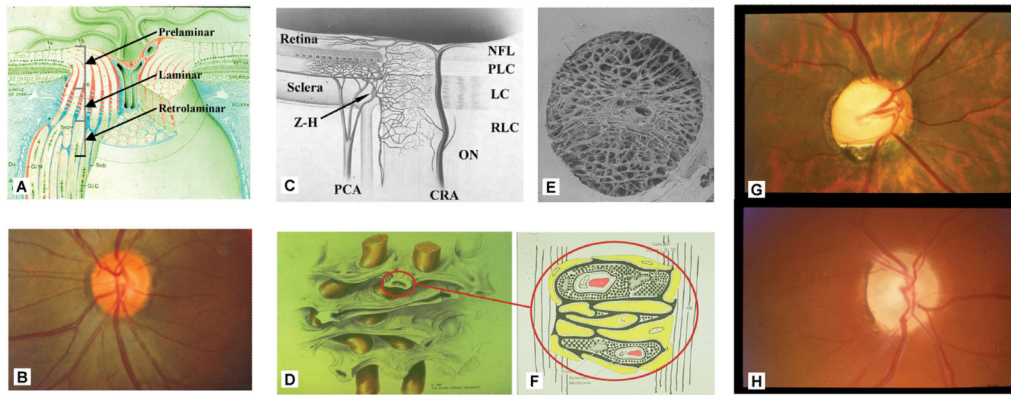 Prelaminar
Laminar
Retrolaminar
A
B
Retina
Sclera
Z-H
PCA
CRA
NFL
PLC
LC
RLC
ON
C
D
E
F
G
H